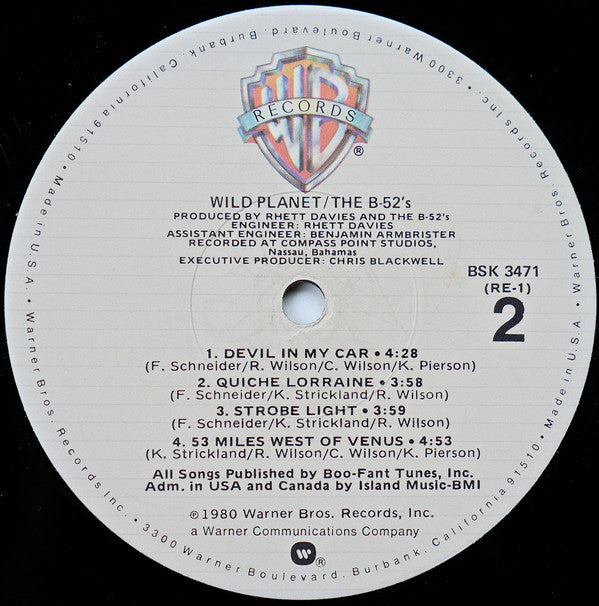 WB
RECORDS
®
WILD PLANET/THE B-52's
PRODUCED BY RHETT DAVIES AND THE B-52's
ENGINEER: RHETT DAVIES
ASSISTANT ENGINEER: BENJAMIN ARMBRISTER
RECORDED AT COMPASS POINT STUDIOS,
Nassau, Bahamas
EXECUTIVE PRODUCER: CHRIS BLACKWELL
BSK 3471
(RE-1)
2
1. DEVIL IN MY CAR • 4:28
(F. Schneider/R. Wilson/C. Wilson/K. Pierson)
2. QUICHE LORRAINE • 3:58
(F. Schneider/K. Strickland/R. Wilson)
3. STROBE LIGHT • 3:59
(F. Schneider/K. Strickland/R. Wilson)
4. 53 MILES WEST OF VENUS • 4:53
(K. Strickland/R. Wilson/C. Wilson/K. Pierson)
All Songs Published by Boo-Fant Tunes, Inc.
Adm. in USA and Canada by Island Music-BMI
℗1980 Warner Bros. Records, Inc.
a Warner Communications Company
®
Warner Bros. Records Inc. • 3300 Warner Boulevard. Burbank. California 91510 • Made in U.S.A. •
Warner Bros. Records Inc. • 3300 Warner Boulevard. Burbank. California 91510 • Made in U.S.A. •